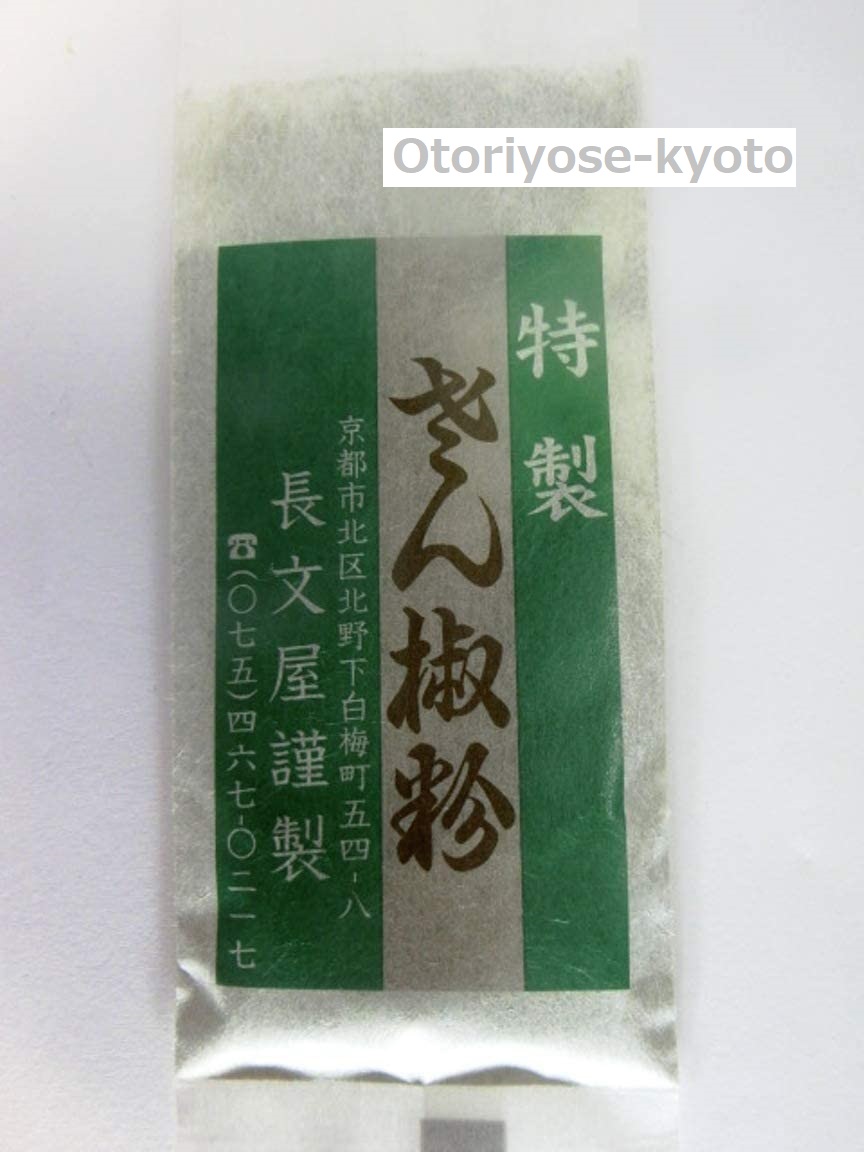 Otoriyose-kyoto
特製
さん椒粉
京都市北区北野下白梅町五四-八
長文屋謹製
☎(〇七五)四六七-〇二一七